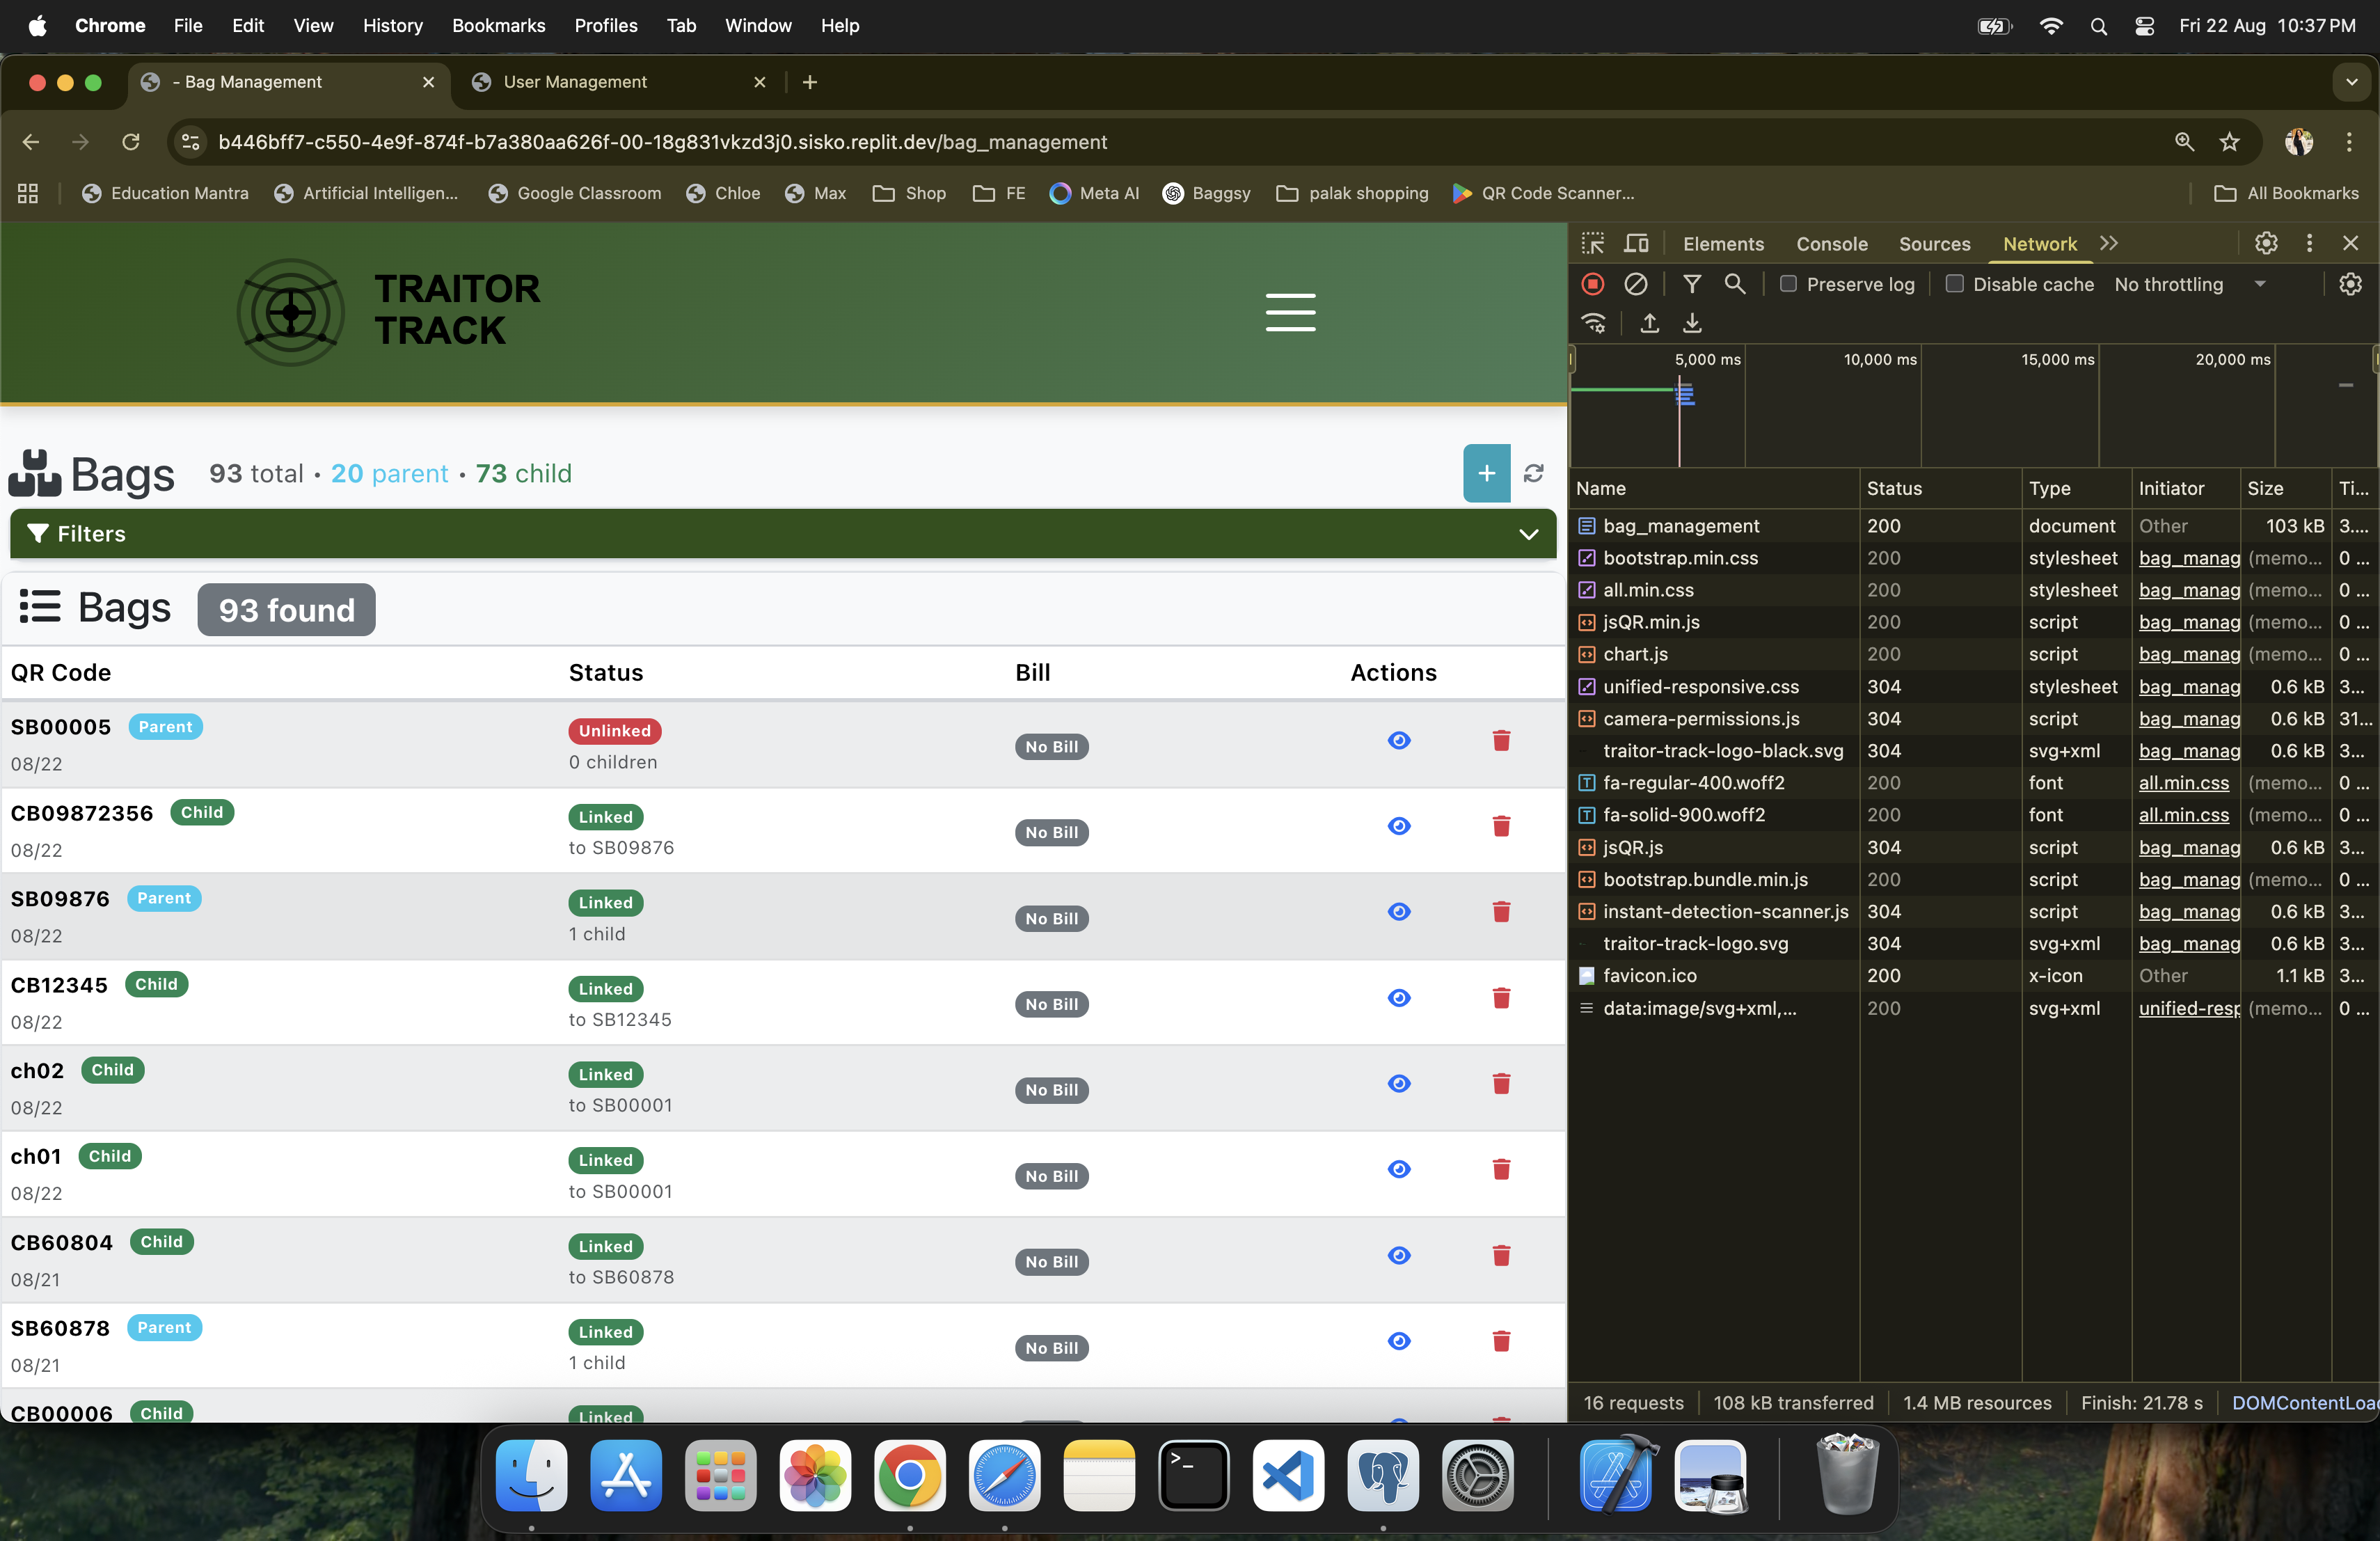 Chrome File Edit View History Bookmarks Profiles Tab Window Help Fri 22 Aug 10:37 PM
- Bag Management User Management
b446bff7-c550-4e9f-874f-b7a380aa626f-00-18g831vkzd3j0.sisko.replit.dev/bag_management
Education Mantra Artificial Intelligen... Google Classroom Chloe Max Shop FE Meta AI Baggsy palak shopping QR Code Scanner... All Bookmarks
TRAITOR
TRACK
Bags 93 total • 20 parent • 73 child
Filters
Bags 93 found
QR Code Status Bill Actions
SB00005 Parent Unlinked No Bill
08/22 0 children
CB09872356 Child Linked No Bill
08/22 to SB09876
SB09876 Parent Linked No Bill
08/22 1 child
CB12345 Child Linked No Bill
08/22 to SB12345
ch02 Child Linked No Bill
08/22 to SB00001
ch01 Child Linked No Bill
08/22 to SB00001
CB60804 Child Linked No Bill
08/21 to SB60878
SB60878 Parent Linked No Bill
08/21 1 child
CB00006 Child Linked
Elements Console Sources Network
Preserve log Disable cache No throttling
5,000 ms 10,000 ms 15,000 ms 20,000 ms
Name Status Type Initiator Size Ti...
bag_management 200 document Other 103 kB 3....
bootstrap.min.css 200 stylesheet bag_manag (memo... 0 ...
all.min.css 200 stylesheet bag_manag (memo... 0 ...
jsQR.min.js 200 script bag_manag (memo... 0 ...
chart.js 200 script bag_manag (memo... 0 ...
unified-responsive.css 304 stylesheet bag_manag 0.6 kB 3...
camera-permissions.js 304 script bag_manag 0.6 kB 31...
traitor-track-logo-black.svg 304 svg+xml bag_manag 0.6 kB 3...
fa-regular-400.woff2 200 font all.min.css (memo... 0 ...
fa-solid-900.woff2 200 font all.min.css (memo... 0 ...
jsQR.js 304 script bag_manag 0.6 kB 3...
bootstrap.bundle.min.js 200 script bag_manag (memo... 0 ...
instant-detection-scanner.js 304 script bag_manag 0.6 kB 3...
traitor-track-logo.svg 304 svg+xml bag_manag 0.6 kB 3...
favicon.ico 200 x-icon Other 1.1 kB 3...
data:image/svg+xml,... 200 svg+xml unified-resp (memo... 0 ...
16 requests 108 kB transferred 1.4 MB resources Finish: 21.78 s DOMContentLoa